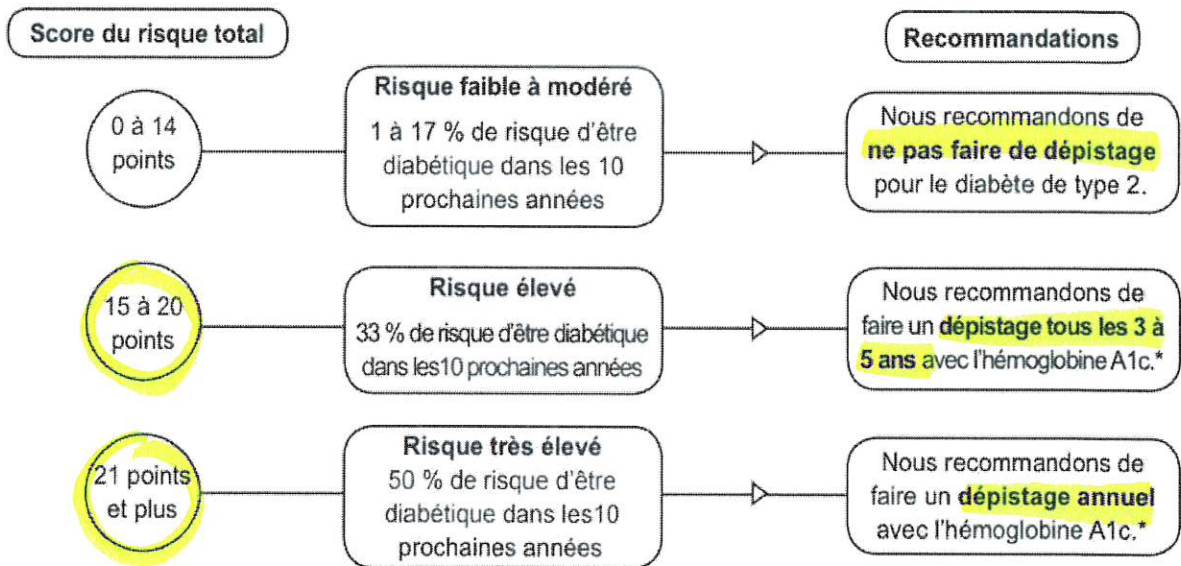 Score du risque total
Recommandations
0 à 14
points
Risque faible à modéré
1 à 17 % de risque d'être
diabétique dans les 10
prochaines années
Nous recommandons de
ne pas faire de dépistage
pour le diabète de type 2.
15 à 20
points
Risque élevé
33 % de risque d'être diabétique
dans les10 prochaines années
Nous recommandons de
faire un dépistage tous les 3 à
5 ans avec l'hémoglobine A1c.*
21 points
et plus
Risque très élevé
50 % de risque d'être
diabétique dans les10
prochaines années
Nous recommandons de
faire un dépistage annuel
avec l'hémoglobine A1c.*